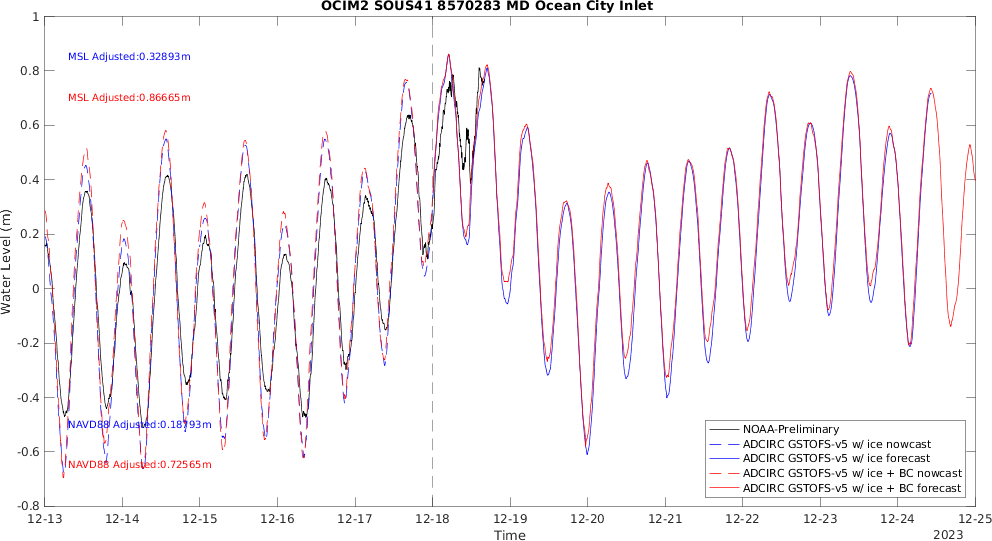 OCIM2 SOUS41 8570283 MD Ocean City Inlet
1
0.8
0.6
0.4
0.2
0
-0.2
-0.4
-0.6
-0.8
Water Level (m)
MSL Adjusted:0.32893m
MSL Adjusted:0.86665m
NAVD88 Adjusted:0.18793m
NAVD88 Adjusted:0.72565m
NOAA-Preliminary
ADCIRC GSTOFS-v5 w/ ice nowcast
ADCIRC GSTOFS-v5 w/ ice forecast
ADCIRC GSTOFS-v5 w/ ice + BC nowcast
ADCIRC GSTOFS-v5 w/ ice + BC forecast
12-13 12-14 12-15 12-16 12-17 12-18 12-19 12-20 12-21 12-22 12-23 12-24 12-25
Time
2023